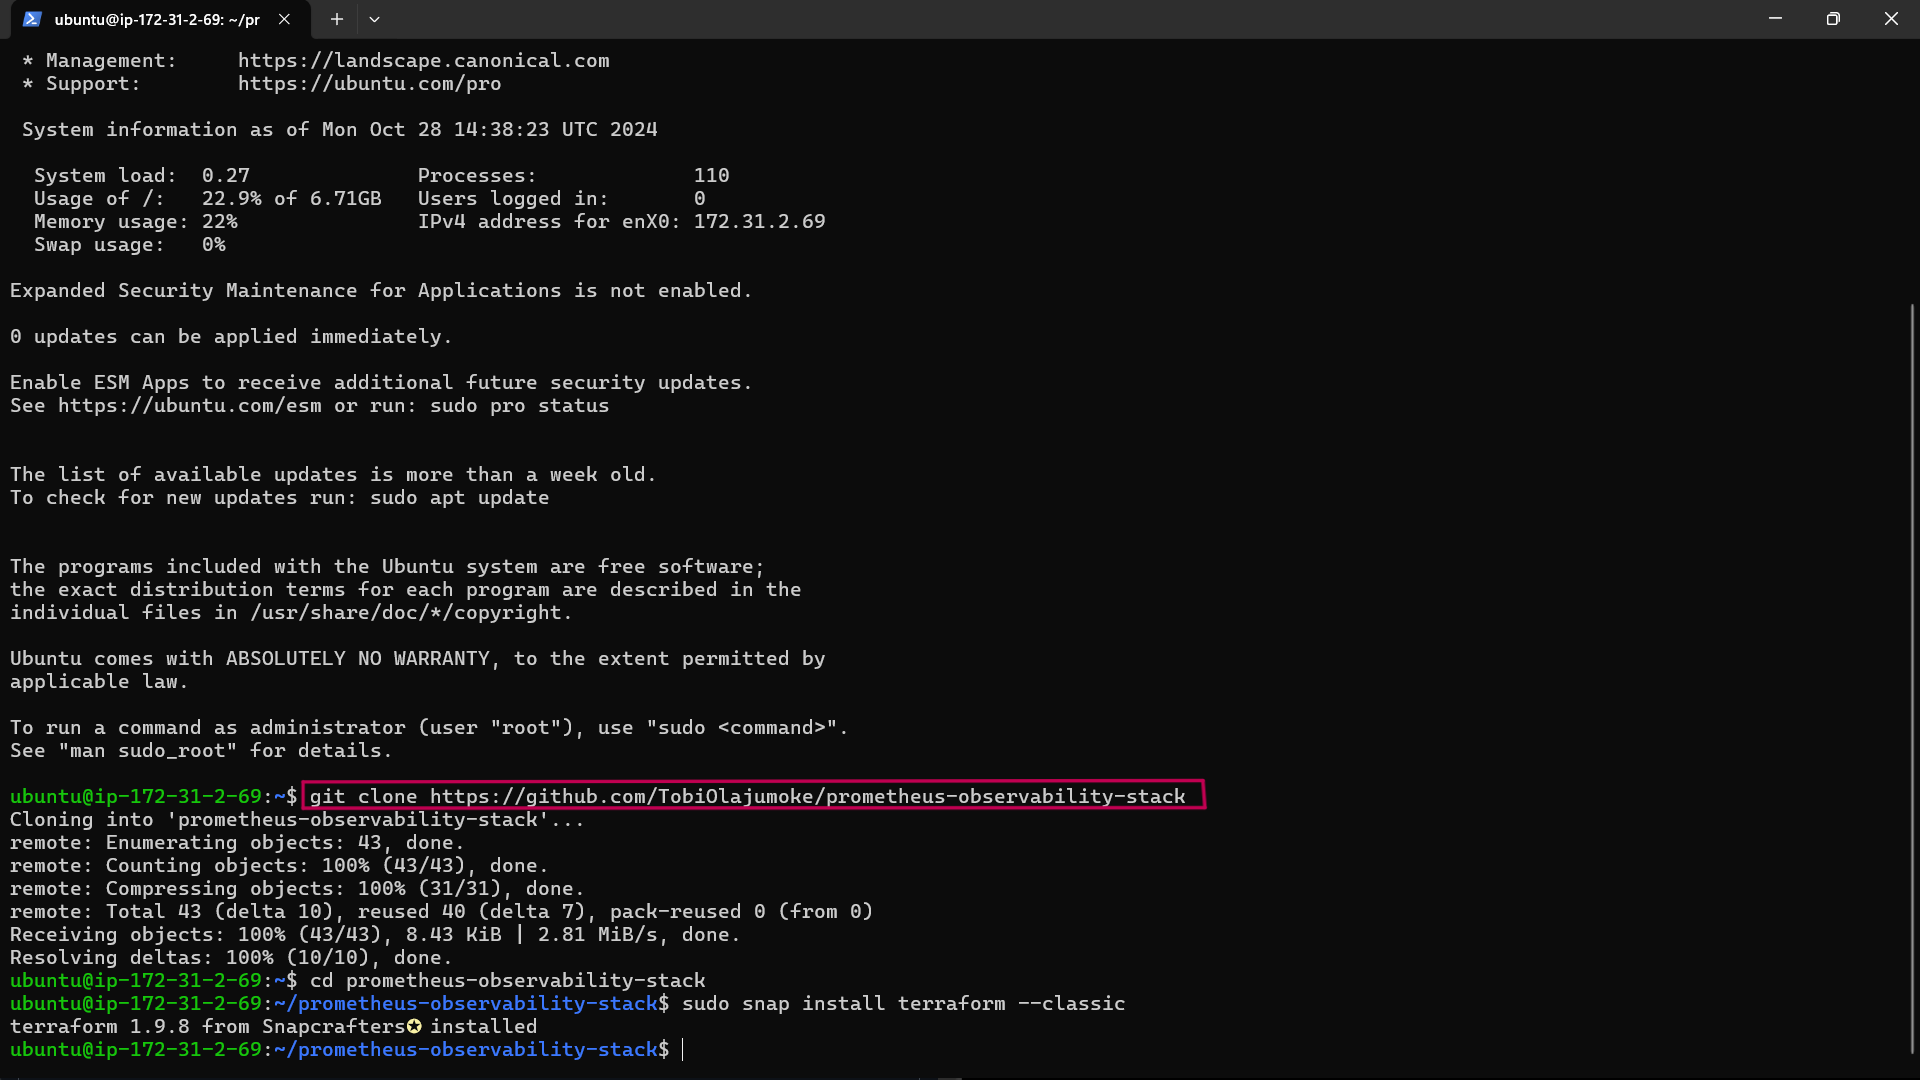 ubuntu@ip-172-31-2-69: ~/pr
* Management:     https://landscape.canonical.com
* Support:        https://ubuntu.com/pro
System information as of Mon Oct 28 14:38:23 UTC 2024
System load:  0.27              Processes:             110
Usage of /:   22.9% of 6.71GB   Users logged in:       0
Memory usage: 22%               IPv4 address for enX0: 172.31.2.69
Swap usage:   0%
Expanded Security Maintenance for Applications is not enabled.
0 updates can be applied immediately.
Enable ESM Apps to receive additional future security updates.
See https://ubuntu.com/esm or run: sudo pro status
The list of available updates is more than a week old.
To check for new updates run: sudo apt update
The programs included with the Ubuntu system are free software;
the exact distribution terms for each program are described in the
individual files in /usr/share/doc/*/copyright.
Ubuntu comes with ABSOLUTELY NO WARRANTY, to the extent permitted by
applicable law.
To run a command as administrator (user "root"), use "sudo <command>".
See "man sudo_root" for details.
ubuntu@ip-172-31-2-69:~$ git clone https://github.com/TobiOlajumoke/prometheus-observability-stack
Cloning into 'prometheus-observability-stack'...
remote: Enumerating objects: 43, done.
remote: Counting objects: 100% (43/43), done.
remote: Compressing objects: 100% (31/31), done.
remote: Total 43 (delta 10), reused 40 (delta 7), pack-reused 0 (from 0)
Receiving objects: 100% (43/43), 8.43 KiB | 2.81 MiB/s, done.
Resolving deltas: 100% (10/10), done.
ubuntu@ip-172-31-2-69:~$ cd prometheus-observability-stack
ubuntu@ip-172-31-2-69:~/prometheus-observability-stack$ sudo snap install terraform --classic
terraform 1.9.8 from Snapcrafters✪ installed
ubuntu@ip-172-31-2-69:~/prometheus-observability-stack$